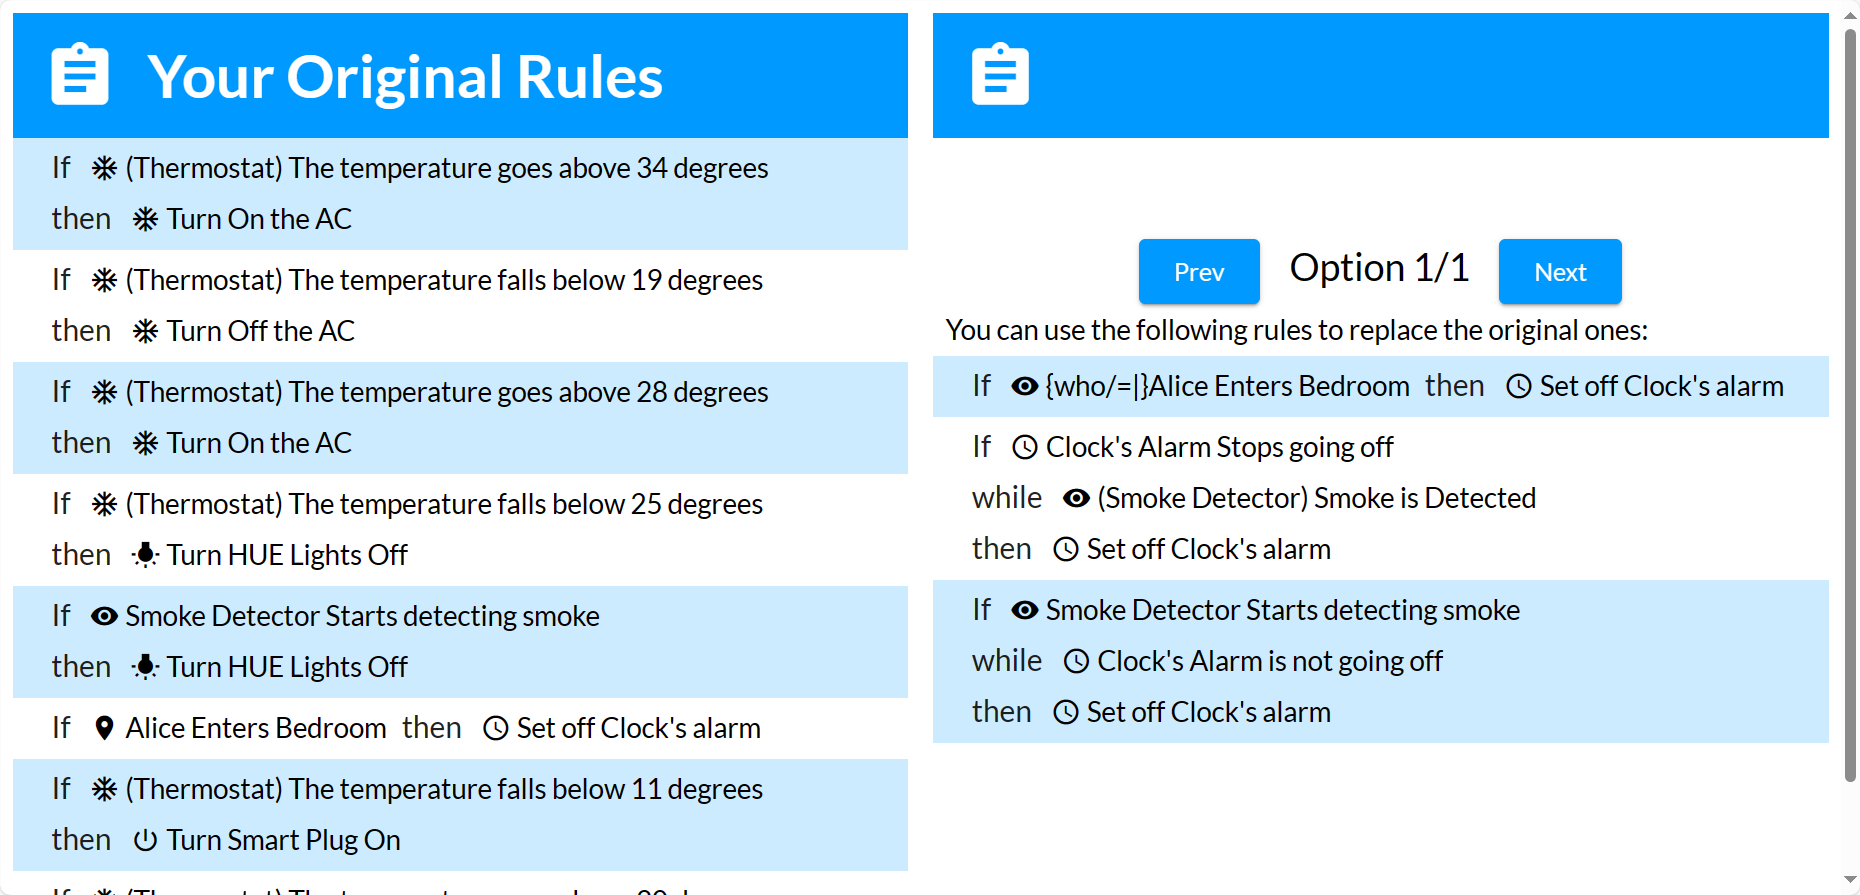 Your Original Rules
If (Thermostat) The temperature goes above 34 degrees
then Turn On the AC
If (Thermostat) The temperature falls below 19 degrees
then Turn Off the AC
If (Thermostat) The temperature goes above 28 degrees
then Turn On the AC
If (Thermostat) The temperature falls below 25 degrees
then Turn HUE Lights Off
If Smoke Detector Starts detecting smoke
then Turn HUE Lights Off
If Alice Enters Bedroom then Set off Clock's alarm
If (Thermostat) The temperature falls below 11 degrees
then Turn Smart Plug On
Prev Option 1/1 Next
You can use the following rules to replace the original ones:
If {who/=|}Alice Enters Bedroom then Set off Clock's alarm
If Clock's Alarm Stops going off
while (Smoke Detector) Smoke is Detected
then Set off Clock's alarm
If Smoke Detector Starts detecting smoke
while Clock's Alarm is not going off
then Set off Clock's alarm